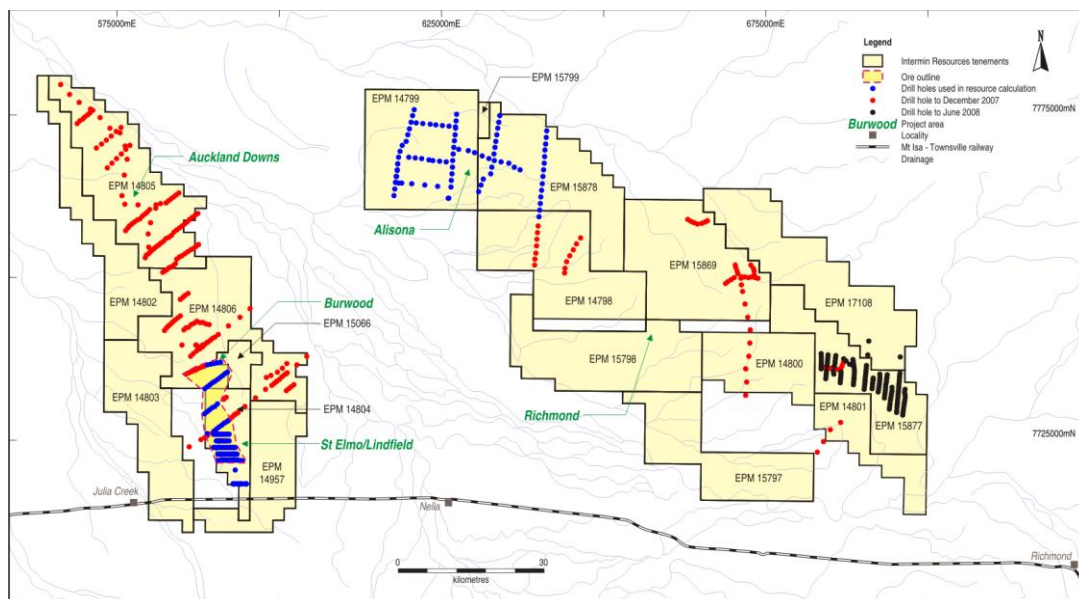 575000mE
625000mE
675000mE
N
Legend
Intermin Resources tenements
Ore outline
Drill holes used in resource calculation
Drill hole to December 2007
Drill hole to June 2008
Burwood Project area
Locality
Mt Isa - Townsville railway
Drainage
7775000mN
EPM 15799
EPM 14799
Auckland Downs
EPM 14805
EPM 15878
Alisona
EPM 15869
EPM 14802
EPM 14806
Burwood
EPM 14798
EPM 17108
EPM 15066
EPM 15798
EPM 14800
EPM 14803
EPM 14804
Richmond
EPM 14801
EPM 15877
St Elmo/Lindfield
7725000mN
EPM
14957
EPM 15797
Julia Creek
Nelia
Richmond
0
30
kilometres